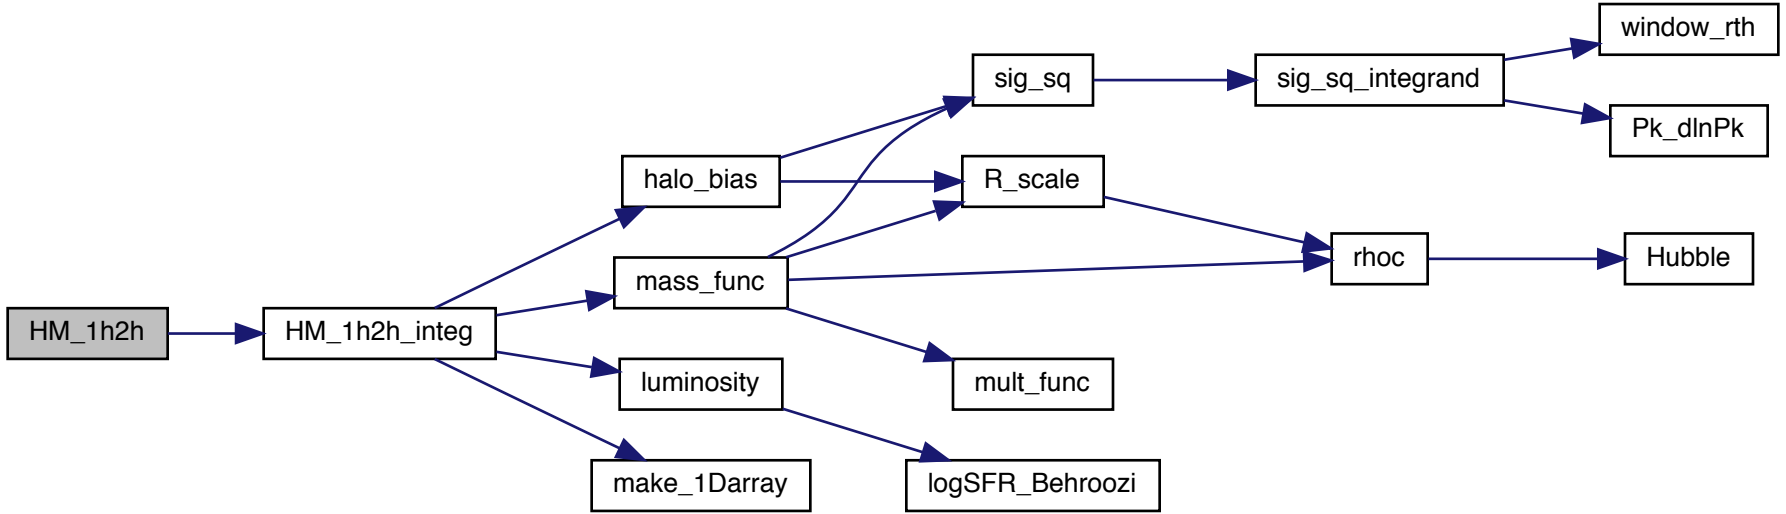 window_rth
sig_sq
sig_sq_integrand
Pk_dlnPk
halo_bias
R_scale
rhoc
Hubble
mass_func
HM_1h2h
HM_1h2h_integ
luminosity
mult_func
make_1Darray
logSFR_Behroozi